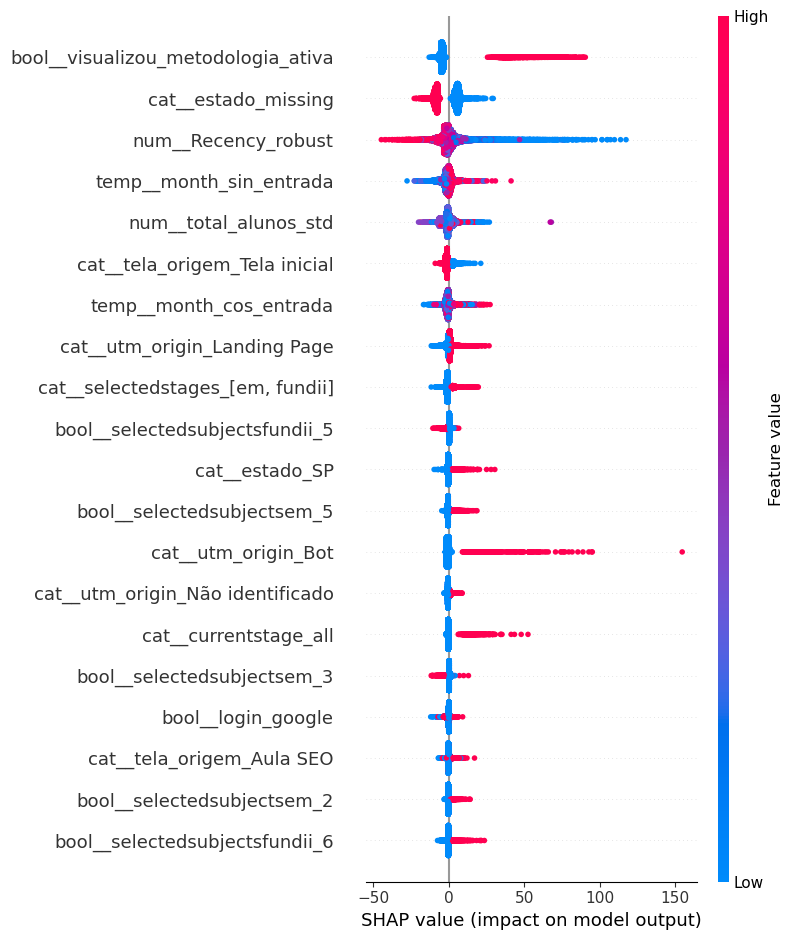 High
bool__visualizou_metodologia_ativa
cat__estado_missing
num__Recency_robust
temp__month_sin_entrada
num__total_alunos_std
cat__tela_origem_Tela inicial
temp__month_cos_entrada
cat__utm_origin_Landing Page
cat__selectedstages_[em, fundii]
bool__selectedsubjectsfundii_5
cat__estado_SP
bool__selectedsubjectsem_5
cat__utm_origin_Bot
cat__utm_origin_Não identificado
cat__currentstage_all
bool__selectedsubjectsem_3
bool__login_google
cat__tela_origem_Aula SEO
bool__selectedsubjectsem_2
bool__selectedsubjectsfundii_6
Feature value
Low
−50 0 50 100 150
SHAP value (impact on model output)